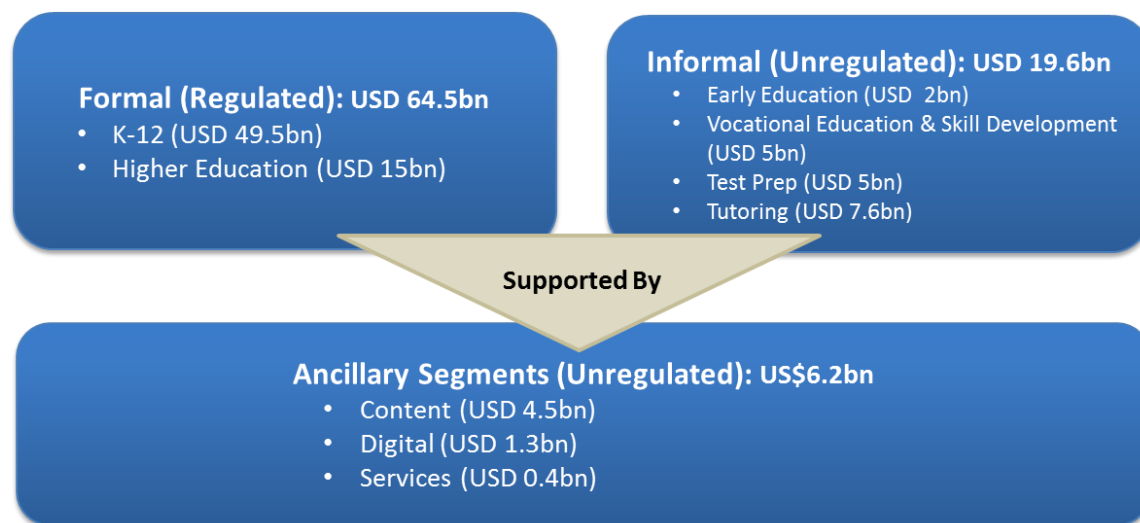 Formal (Regulated): USD 64.5bn
• K-12 (USD 49.5bn)
• Higher Education (USD 15bn)
Informal (Unregulated): USD 19.6bn
• Early Education (USD  2bn)
• Vocational Education & Skill Development
(USD 5bn)
• Test Prep (USD 5bn)
• Tutoring (USD 7.6bn)
Supported By
Ancillary Segments (Unregulated): US$6.2bn
• Content (USD 4.5bn)
• Digital (USD 1.3bn)
• Services (USD 0.4bn)